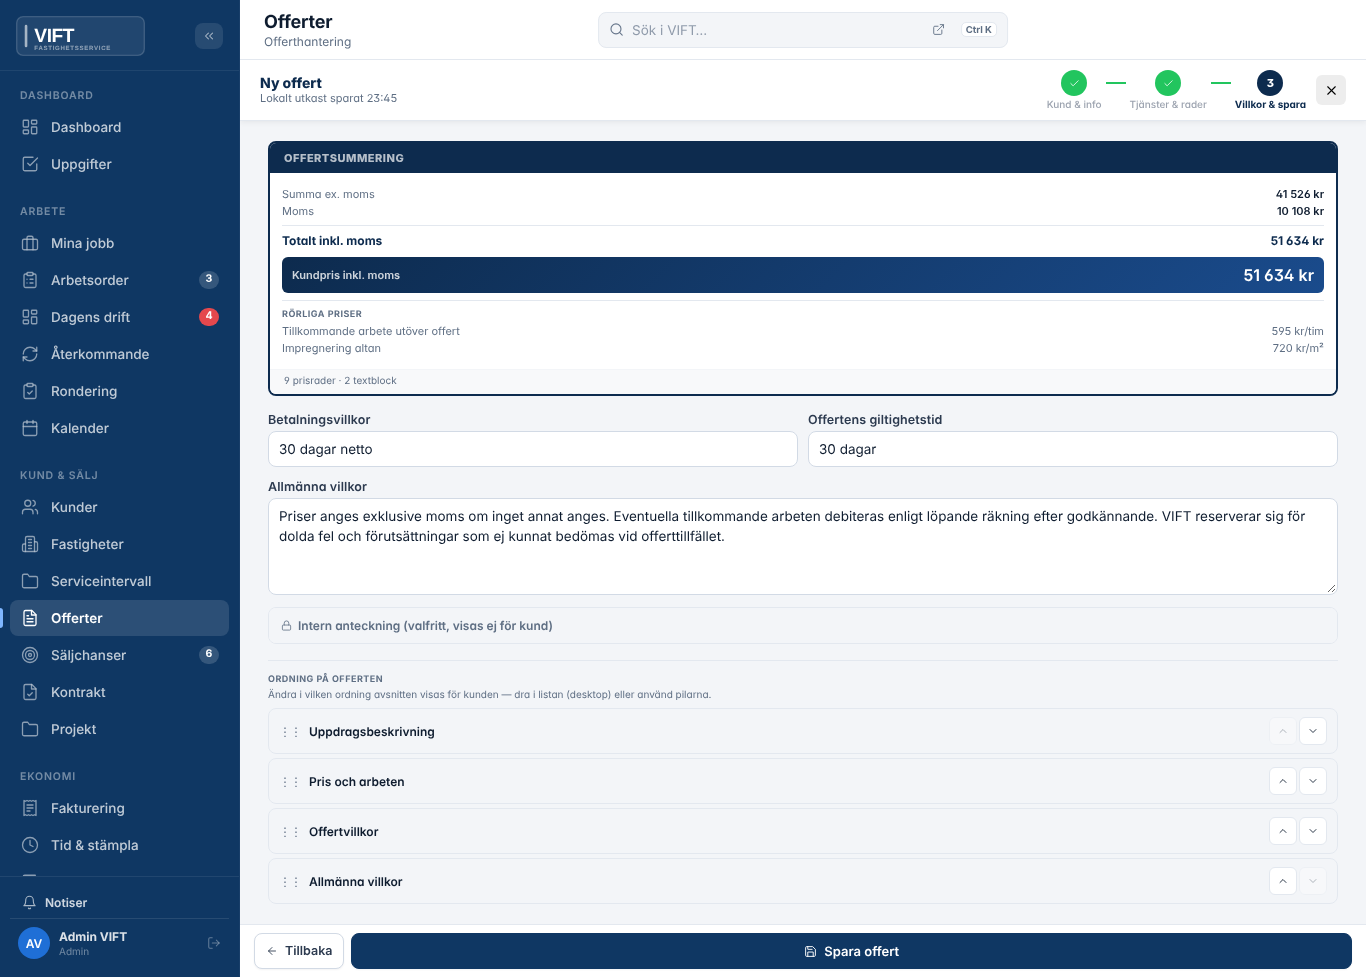 VIFT
FASTIGHETSSERVICE
DASHBOARD
Dashboard
Uppgifter
ARBETE
Mina jobb
Arbetsorder 3
Dagens drift 4
Återkommande
Rondering
Kalender
KUND & SÄLJ
Kunder
Fastigheter
Serviceintervall
Offerter
Säljchanser 6
Kontrakt
Projekt
EKONOMI
Fakturering
Tid & stämpla
Notiser
AV
Admin VIFT
Admin
Offerter
Offerthantering
Sök i VIFT... Ctrl K
Ny offert
Lokalt utkast sparat 23:45
Kund & info
Tjänster & rader
3
Villkor & spara
OFFERTSUMMERING
Summa ex. moms 41 526 kr
Moms 10 108 kr
Totalt inkl. moms 51 634 kr
Kundpris inkl. moms 51 634 kr
RÖRLIGA PRISER
Tillkommande arbete utöver offert 595 kr/tim
Impregnering altan 720 kr/m²
9 prisrader · 2 textblock
Betalningsvillkor
30 dagar netto
Offertens giltighetstid
30 dagar
Allmänna villkor
Priser anges exklusive moms om inget annat anges. Eventuella tillkommande arbeten debiteras enligt löpande räkning efter godkännande. VIFT reserverar sig för
dolda fel och förutsättningar som ej kunnat bedömas vid offerttillfället.
Intern anteckning (valfritt, visas ej för kund)
ORDNING PÅ OFFERTEN
Ändra i vilken ordning avsnitten visas för kunden — dra i listan (desktop) eller använd pilarna.
Uppdragsbeskrivning
Pris och arbeten
Offertvillkor
Allmänna villkor
Tillbaka
Spara offert